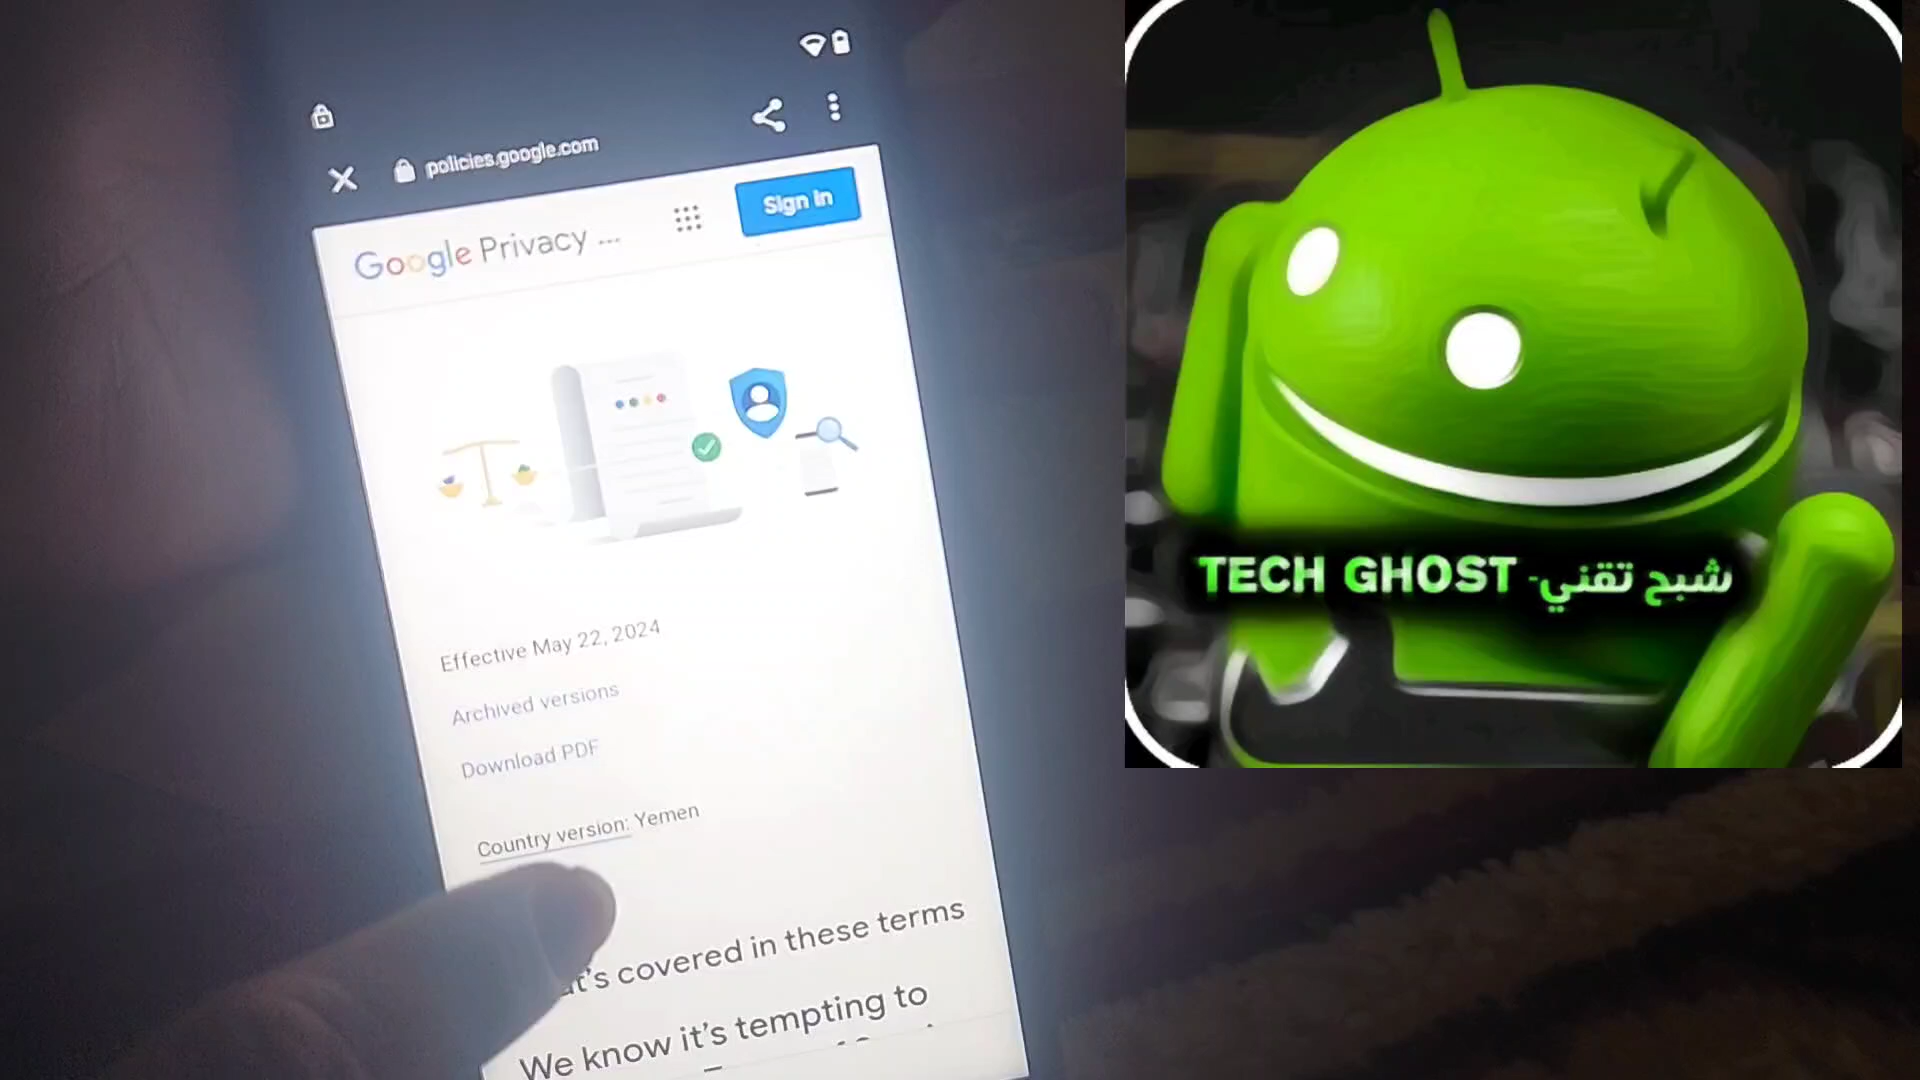 policies.google.com
Google Privacy ...
Sign in
Effective May 22, 2024
Archived versions
Download PDF
Country version: Yemen
t's covered in these terms
We know it's tempting to
TECH GHOST - شبح تقني